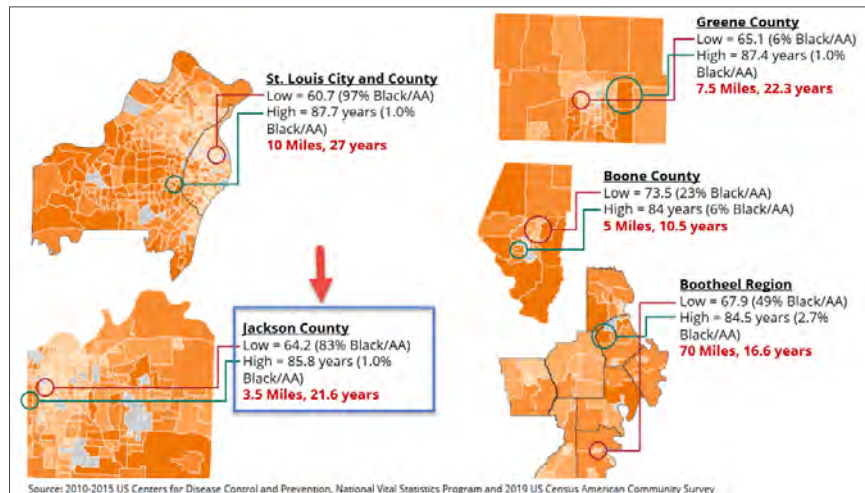 St. Louis City and County
Low = 60.7 (97% Black/AA)
High = 87.7 years (1.0%
Black/AA)
10 Miles, 27 years
Jackson County
Low = 64.2 (83% Black/AA)
High = 85.8 years (1.0%
Black/AA)
3.5 Miles, 21.6 years
Greene County
Low = 65.1 (6% Black/AA)
High = 87.4 years (1.0%
Black/AA)
7.5 Miles, 22.3 years
Boone County
Low = 73.5 (23% Black/AA)
High = 84 years (6% Black/AA)
5 Miles, 10.5 years
Bootheel Region
Low = 67.9 (49% Black/AA)
High = 84.5 years (2.7%
Black/AA)
70 Miles, 16.6 years
Source: 2010-2015 US Centers for Disease Control and Prevention, National Vital Statistics Program and 2019 US Census American Community Survey